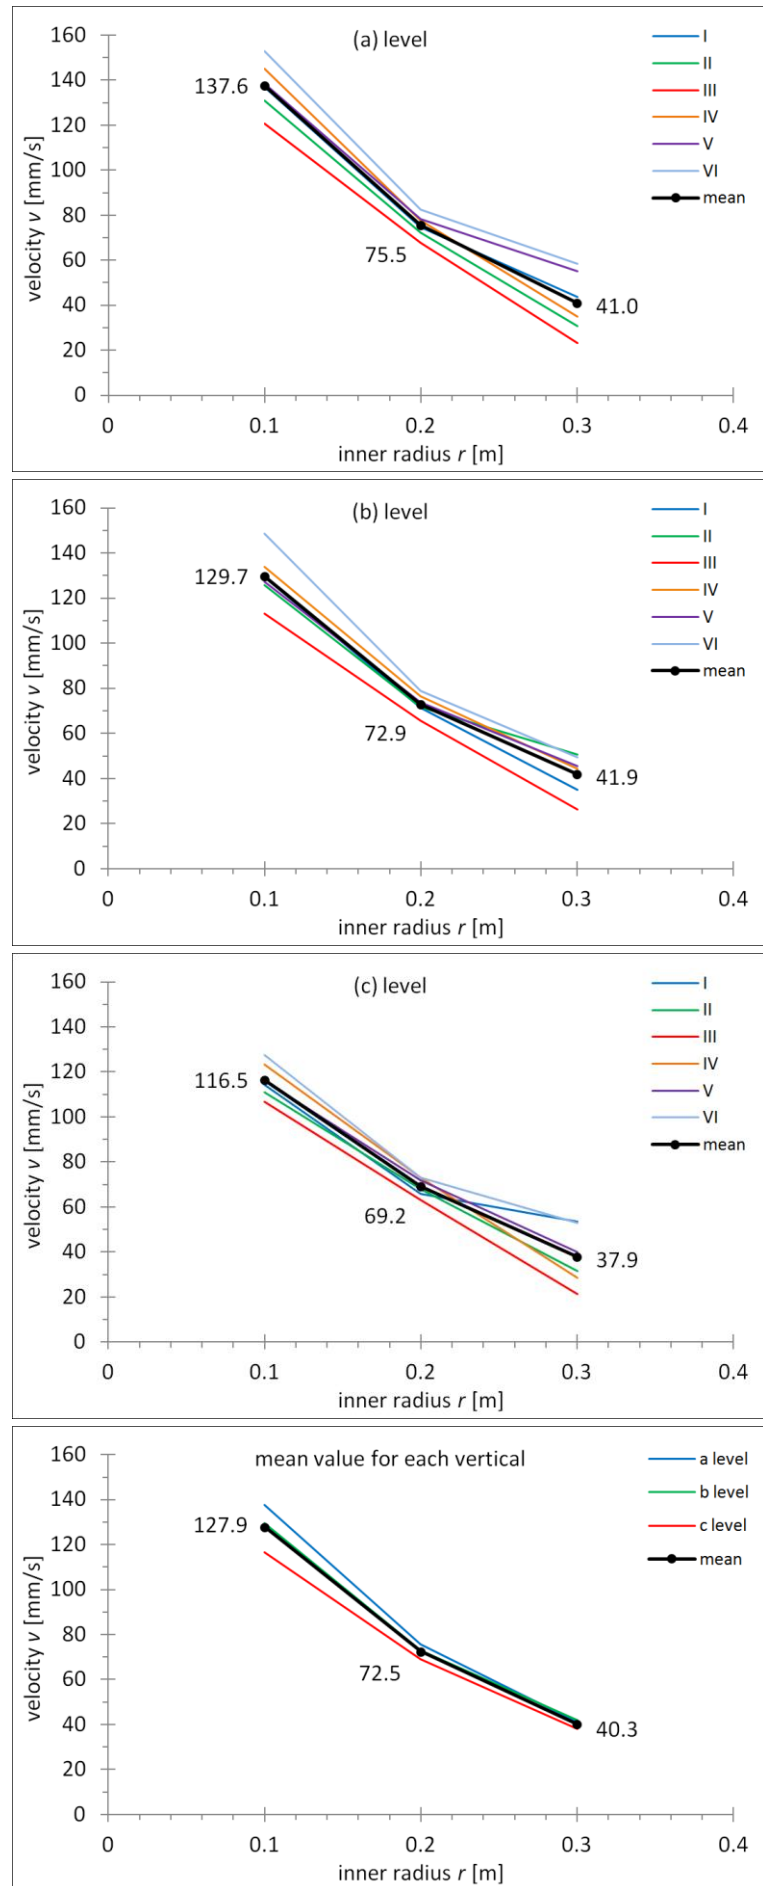 (a) level
velocity v [mm/s]
160
140
120
100
80
60
40
20
0
137.6
75.5
41.0
I
II
III
IV
V
VI
mean
0 0.1 0.2 0.3 0.4
inner radius r [m]
(b) level
velocity v [mm/s]
160
140
120
100
80
60
40
20
0
129.7
72.9
41.9
I
II
III
IV
V
VI
mean
0 0.1 0.2 0.3 0.4
inner radius r [m]
(c) level
velocity v [mm/s]
160
140
120
100
80
60
40
20
0
116.5
69.2
37.9
I
II
III
IV
V
VI
mean
0 0.1 0.2 0.3 0.4
inner radius r [m]
mean value for each vertical
velocity v [mm/s]
160
140
120
100
80
60
40
20
0
127.9
72.5
40.3
a level
b level
c level
mean
0 0.1 0.2 0.3 0.4
inner radius r [m]